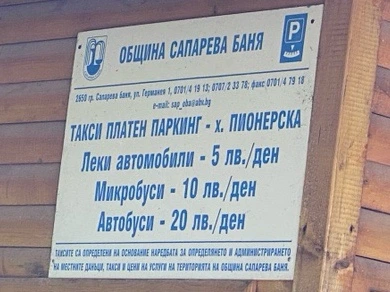 ОБЩИНА САПАРЕВА БАНЯ
P
2650 гр. Сапарева баня, ул. Германея 1, 0701/4 19 13; 0707/2 33 78; факс 0701/4 79 18
e-mail: sap_oba@abv.bg
ТАКСИ ПЛАТЕН ПАРКИНГ - х. ПИОНЕРСКА
Леки автомобили - 5 лв./ден
Микробуси - 10 лв./ден
Автобуси - 20 лв./ден
ТАКСИТЕ СА ОПРЕДЕЛЕНИ НА ОСНОВАНИЕ НАРЕДБАТА ЗА ОПРЕДЕЛЯНЕТО И АДМИНИСТРИРАНЕТО
НА МЕСТНИТЕ ДАНЪЦИ, ТАКСИ И ЦЕНИ НА УСЛУГИ НА ТЕРИТОРИЯТА НА ОБЩИНА САПАРЕВА БАНЯ.